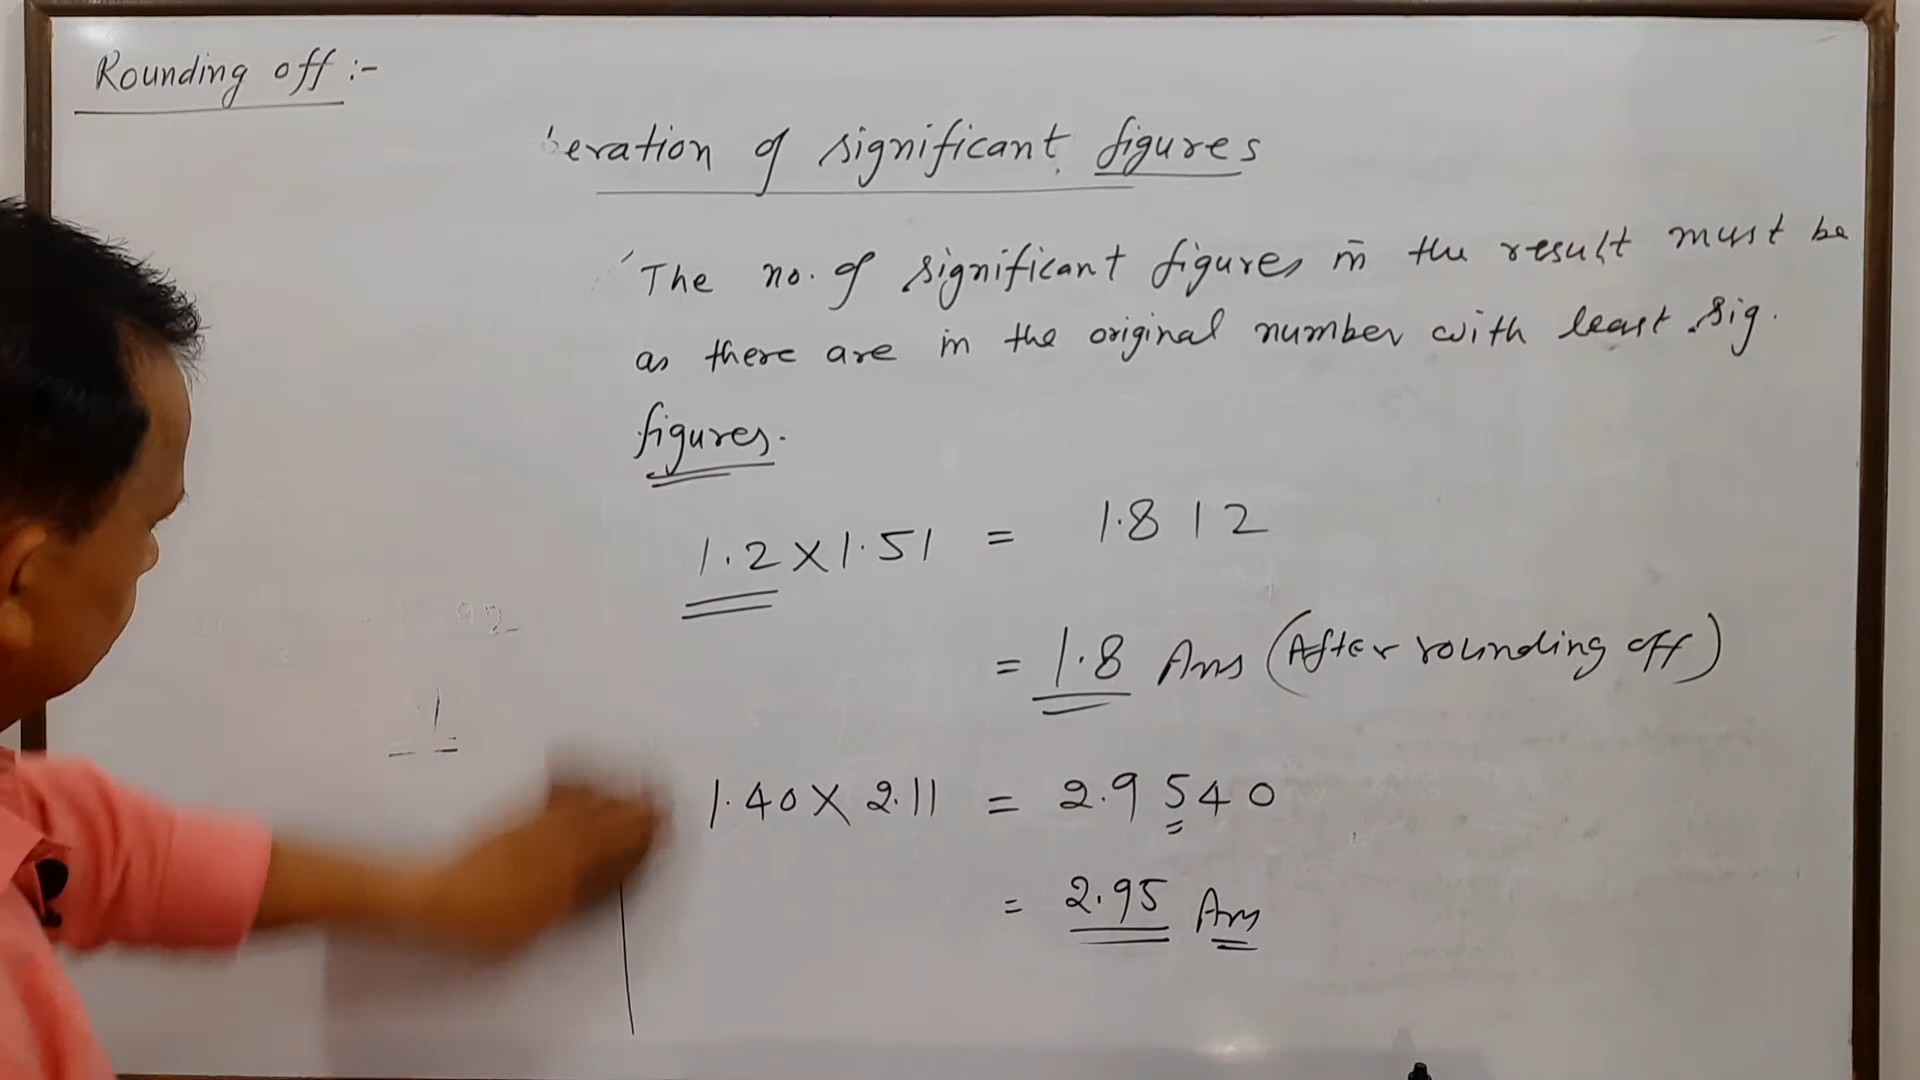 Rounding off :-
eration of significant figures
The no. of significant figures in the result must be
as there are in the original number with least sig.
figures.
1.2 X 1.51 = 1.812
= 1.8 Ans (After rounding off)
1.40 X 2.11 = 2.9540
= 2.95 Ans